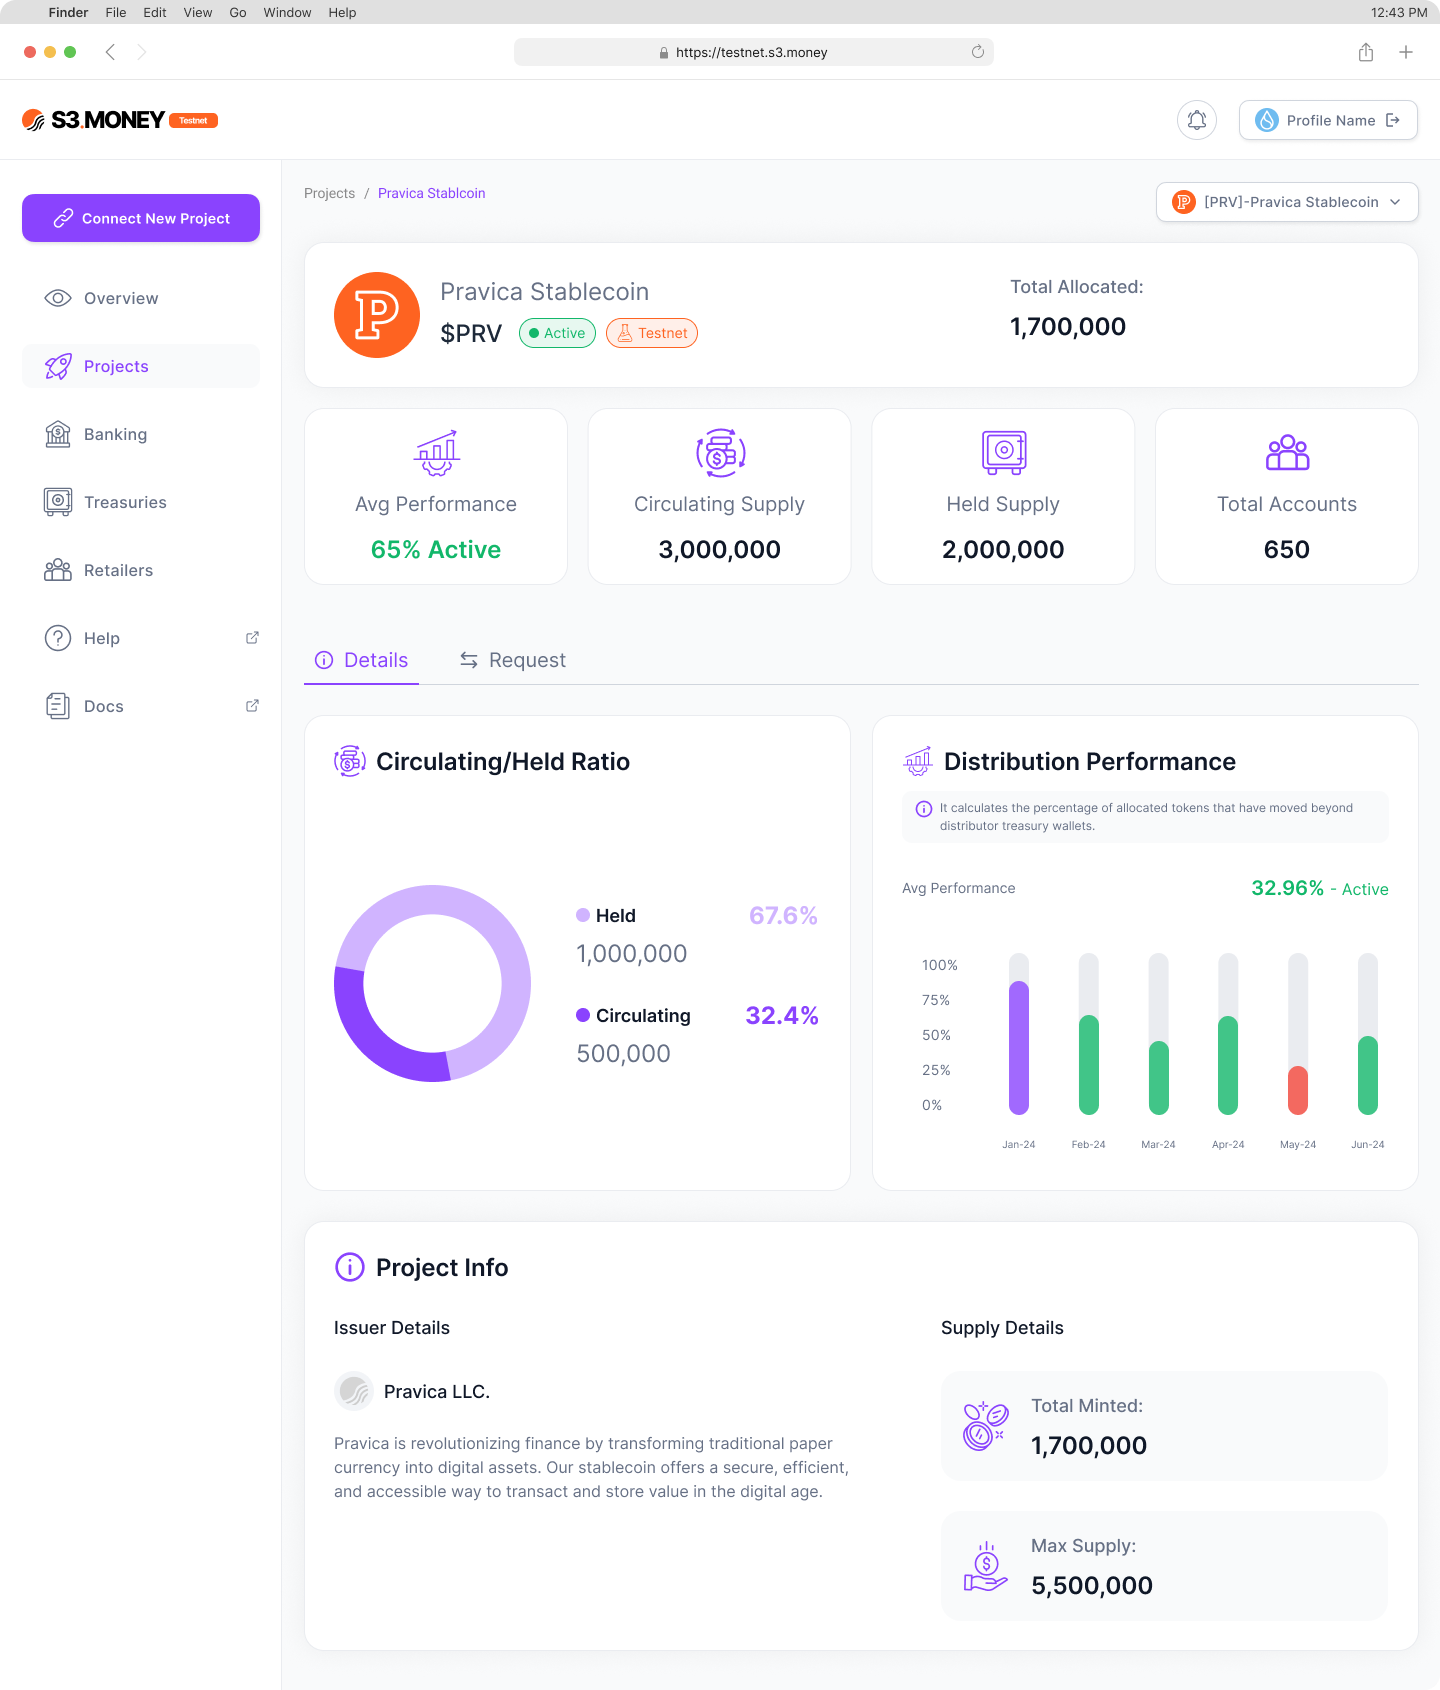 Finder File Edit View Go Window Help 12:43 PM
https://testnet.s3.money
S3.MONEY Testnet
Profile Name
Connect New Project
Overview
Projects
Banking
Treasuries
Retailers
Help
Docs
Projects / Pravica Stablcoin
[PRV]-Pravica Stablecoin
P
Pravica Stablecoin
$PRV Active Testnet
Total Allocated:
1,700,000
Avg Performance
65% Active
Circulating Supply
3,000,000
Held Supply
2,000,000
Total Accounts
650
Details Request
Circulating/Held Ratio
Held 67.6%
1,000,000
Circulating 32.4%
500,000
Distribution Performance
It calculates the percentage of allocated tokens that have moved beyond
distributor treasury wallets.
Avg Performance 32.96% - Active
100%
75%
50%
25%
0%
Jan-24 Feb-24 Mar-24 Apr-24 May-24 Jun-24
Project Info
Issuer Details
Pravica LLC.
Pravica is revolutionizing finance by transforming traditional paper
currency into digital assets. Our stablecoin offers a secure, efficient,
and accessible way to transact and store value in the digital age.
Supply Details
Total Minted:
1,700,000
Max Supply:
5,500,000